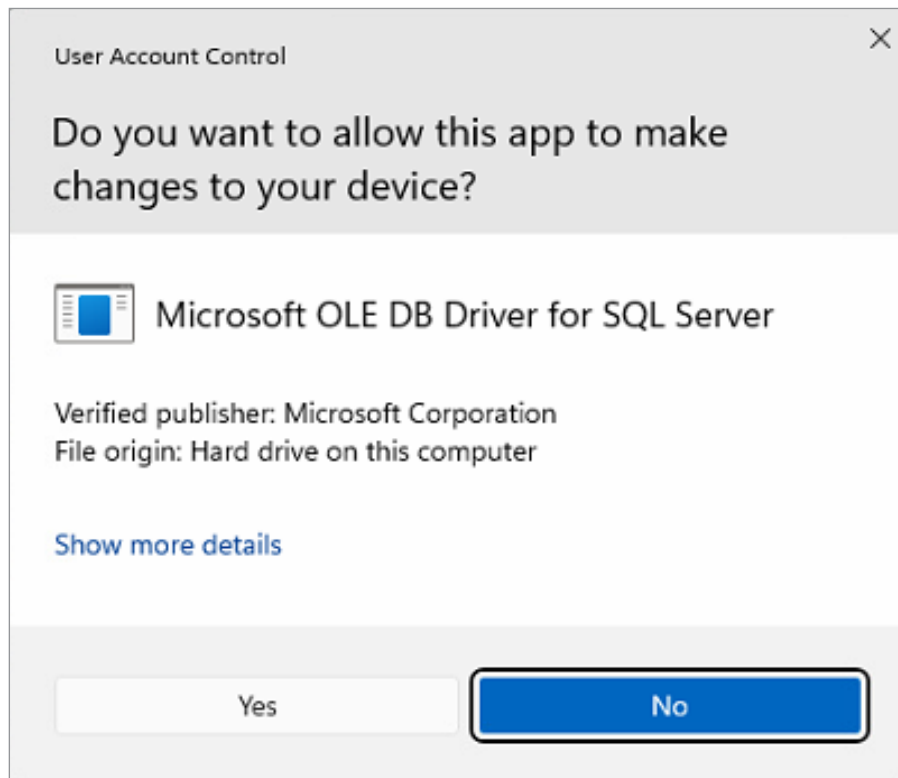 User Account Control
Do you want to allow this app to make
changes to your device?
Microsoft OLE DB Driver for SQL Server
Verified publisher: Microsoft Corporation
File origin: Hard drive on this computer
Show more details
Yes
No